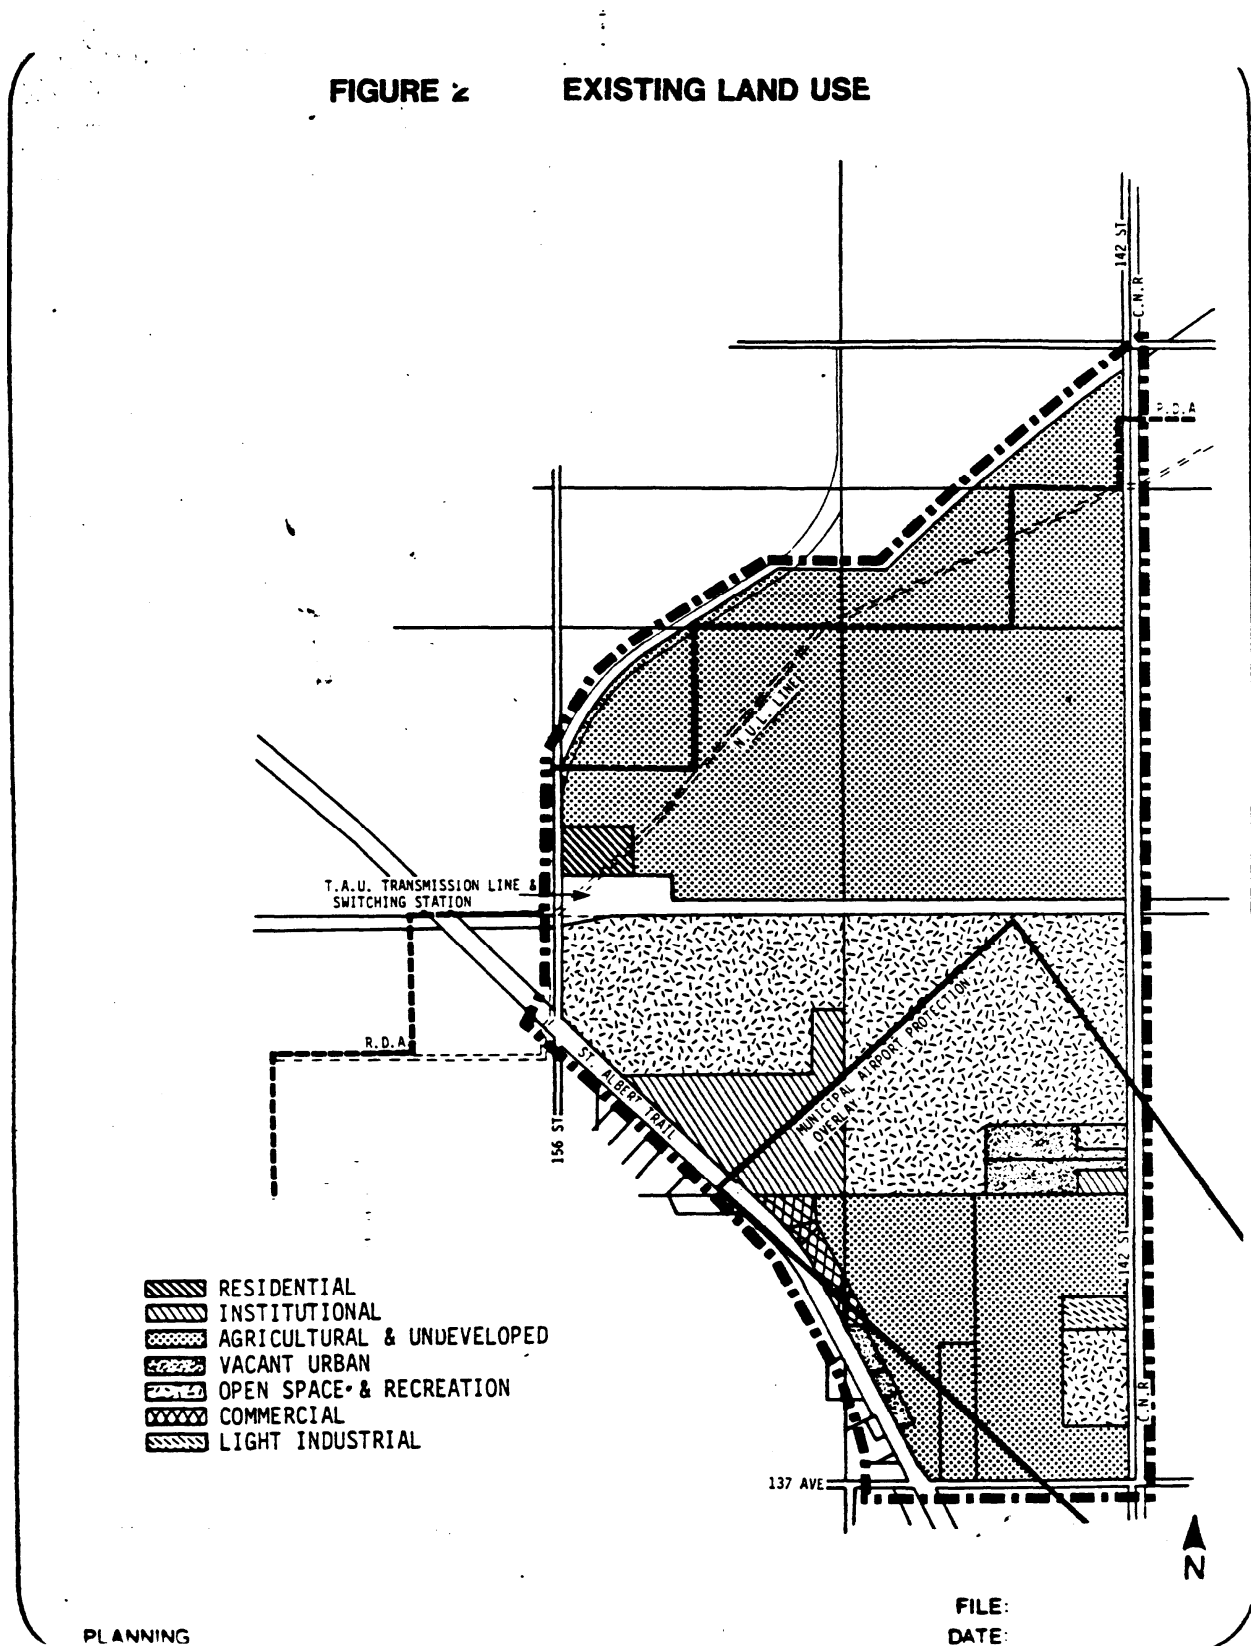 FIGURE 2 EXISTING LAND USE
142 ST
C.N.R
R.D.A
N.U.L. LINE
T.A.U. TRANSMISSION LINE &
SWITCHING STATION
R.D.A
ST. ALBERT TRAIL
MUNICIPAL AIRPORT PROTECTION
OVERLAY
156 ST
142 ST
RESIDENTIAL
INSTITUTIONAL
AGRICULTURAL & UNDEVELOPED
VACANT URBAN
OPEN SPACE & RECREATION
COMMERCIAL
LIGHT INDUSTRIAL
C.N.R
137 AVE
N
FILE:
DATE:
PLANNING